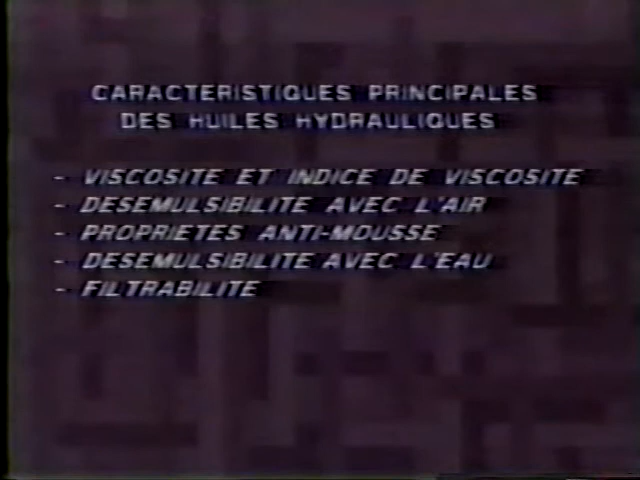 CARACTERISTIQUES PRINCIPALES
DES HUILES HYDRAULIQUES
- VISCOSITE ET INDICE DE VISCOSITE
- DESEMULSIBILITE AVEC L'AIR
- PROPRIETES ANTI-MOUSSE
- DESEMULSIBILITE AVEC L'EAU
- FILTRABILITE